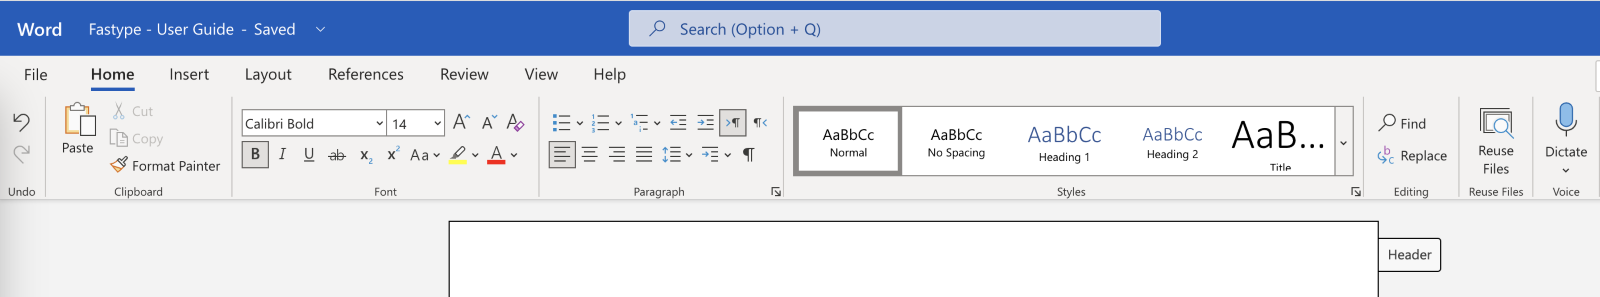 Word Fastype - User Guide - Saved Search (Option + Q)
File Home Insert Layout References Review View Help
Paste Cut Copy Format Painter
Undo Clipboard
Calibri Bold 14
B I U ab x₂ x² Aa A
Font
Paragraph
AaBbCc AaBbCc AaBbCc AaBbCc AaB...
Normal No Spacing Heading 1 Heading 2 Title
Styles
Find
Replace
Editing
Reuse
Files
Reuse Files
Dictate
Voice
Header